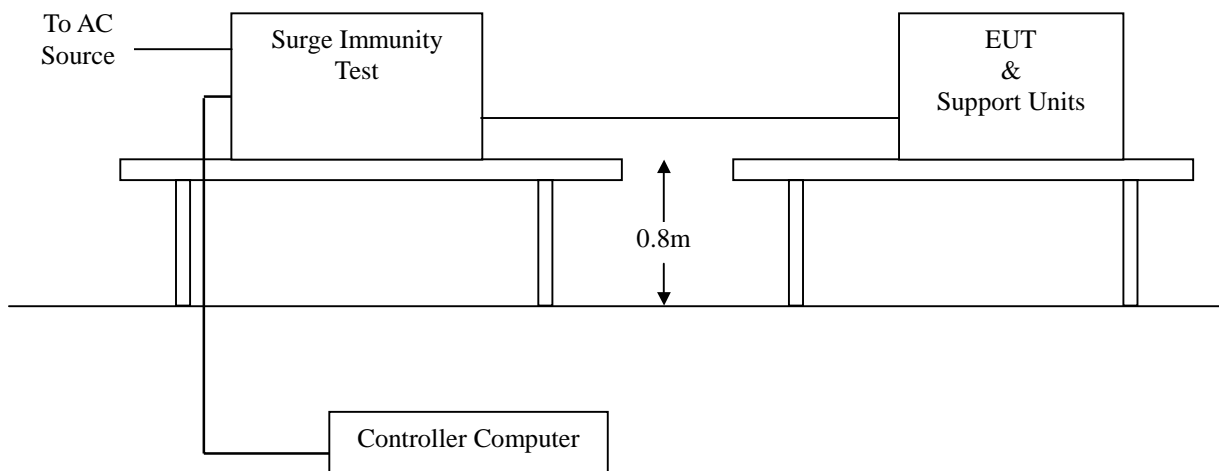 To AC
Source
Surge Immunity
Test
EUT
&
Support Units
0.8m
Controller Computer